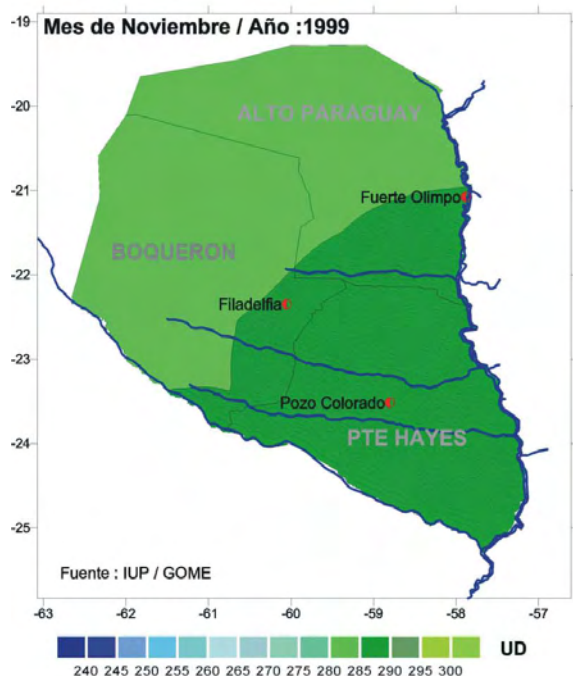 Mes de Noviembre / Año :1999
-19
-20
-21
-22
-23
-24
-25
ALTO PARAGUAY
Fuerte Olimpo
BOQUERON
Filadelfia
Pozo Colorado
PTE HAYES
Fuente : IUP / GOME
-63 -62 -61 -60 -59 -58 -57
UD
240 245 250 255 260 265 270 275 280 285 290 295 300